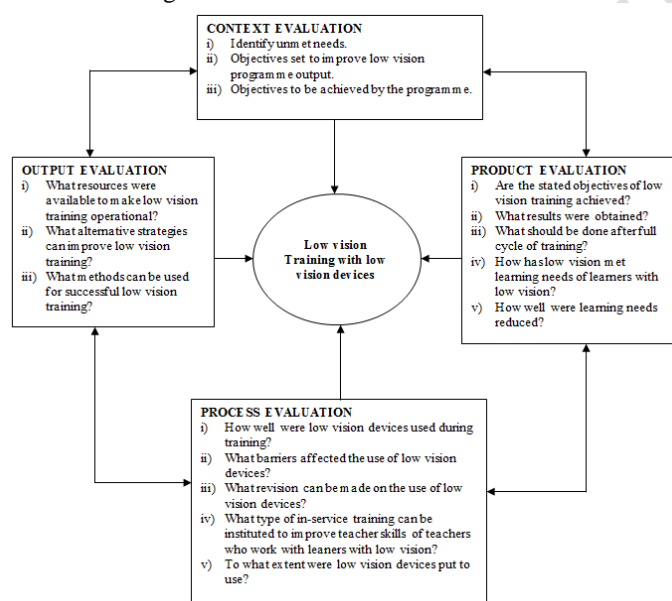 CONTEXT EVALUATION
i) Identify unmet needs.
ii) Objectives set to improve low vision
programme output.
iii) Objectives to be achieved by the programme.
OUTPUT EVALUATION
i) What resources were
available to make low vision
training operational?
ii) What alternative strategies
can improve low vision
training?
iii) What methods can be used
for successful low vision
training?
Low vision
Training with low
vision devices
PRODUCT EVALUATION
i) Are the stated objectives of low
vision training achieved?
ii) What results were obtained?
iii) What should be done after full
cycle of training?
iv) How has low vision met
learning needs of learners with
low vision?
v) How well were learning needs
reduced?
PROCESS EVALUATION
i) How well were low vision devices used during
training?
ii) What barriers affected the use of low vision
devices?
iii) What revision can be made on the use of low
vision devices?
iv) What type of in-service training can be
instituted to improve teacher skills of teachers
who work with leaners with low vision?
v) To what extent were low vision devices put to
use?